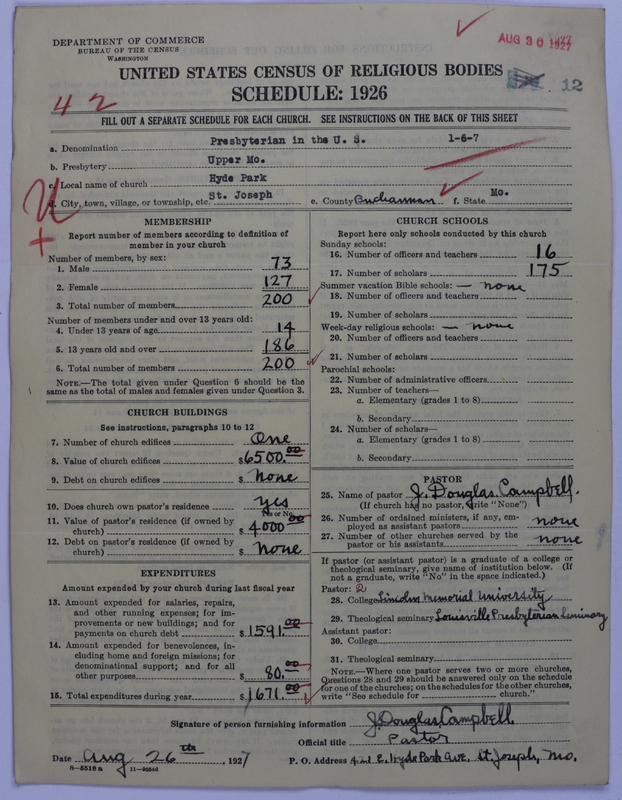 DEPARTMENT OF COMMERCE
BUREAU OF THE CENSUS
WASHINGTON
AUG 30 1927
UNITED STATES CENSUS OF RELIGIOUS BODIES
SCHEDULE: 1926
12
42
FILL OUT A SEPARATE SCHEDULE FOR EACH CHURCH. SEE INSTRUCTIONS ON THE BACK OF THIS SHEET
a. Denomination Presbyterian in the U. S. 1-6-7
b. Presbytery Upper Mo.
c. Local name of church Hyde Park
d. City, town, village, or township, etc. St. Joseph e. County Buchannan f. State Mo.
MEMBERSHIP
Report number of members according to definition of
member in your church
Number of members, by sex:
1. Male 73
2. Female 127
3. Total number of members 200
Number of members under and over 13 years old:
4. Under 13 years of age 14
5. 13 years old and over 186
6. Total number of members 200
NOTE.—The total given under Question 6 should be the
same as the total of males and females given under Question 3.
CHURCH BUILDINGS
See instructions, paragraphs 10 to 12
7. Number of church edifices One
8. Value of church edifices $6500.00
9. Debt on church edifices $ None
10. Does church own pastor's residence yes
Yes or No
11. Value of pastor's residence (if owned by
church) $4000.00
12. Debt on pastor's residence (if owned by
church) $ None
EXPENDITURES
Amount expended by your church during last fiscal year
13. Amount expended for salaries, repairs,
and other running expenses; for im-
provements or new buildings; and for
payments on church debt $1591.00
14. Amount expended for benevolences, in-
cluding home and foreign missions; for
denominational support; and for all
other purposes $ 80.00
15. Total expenditures during year $1671.00
CHURCH SCHOOLS
Report here only schools conducted by this church
Sunday schools:
16. Number of officers and teachers 16
17. Number of scholars 175
Summer vacation Bible schools: — none
18. Number of officers and teachers
19. Number of scholars
Week-day religious schools: — none
20. Number of officers and teachers
21. Number of scholars
Parochial schools:
22. Number of administrative officers
23. Number of teachers—
a. Elementary (grades 1 to 8)
b. Secondary
24. Number of scholars—
a. Elementary (grades 1 to 8)
b. Secondary
PASTOR
25. Name of pastor J. Douglas Campbell.
(If church has no pastor, write "None")
26. Number of ordained ministers, if any, em-
ployed as assistant pastors none
27. Number of other churches served by the
pastor or his assistants none
If pastor (or assistant pastor) is a graduate of a college or
theological seminary, give name of institution below. (If
not a graduate, write "No" in the space indicated.)
Pastor: 2
28. College Lincoln Memorial University
29. Theological seminary Louisville Presbyterian Seminary
Assistant pastor:
30. College
31. Theological seminary
NOTE.—Where one pastor serves two or more churches,
Questions 28 and 29 should be answered only on the schedule
for one of the churches; on the schedules for the other churches,
write "See schedule for church."
Signature of person furnishing information J. Douglas Campbell
Official title Pastor
Date Aug 26th, 1927 P. O. Address E. Hyde Park Ave. St. Joseph, Mo.
8—5518 a